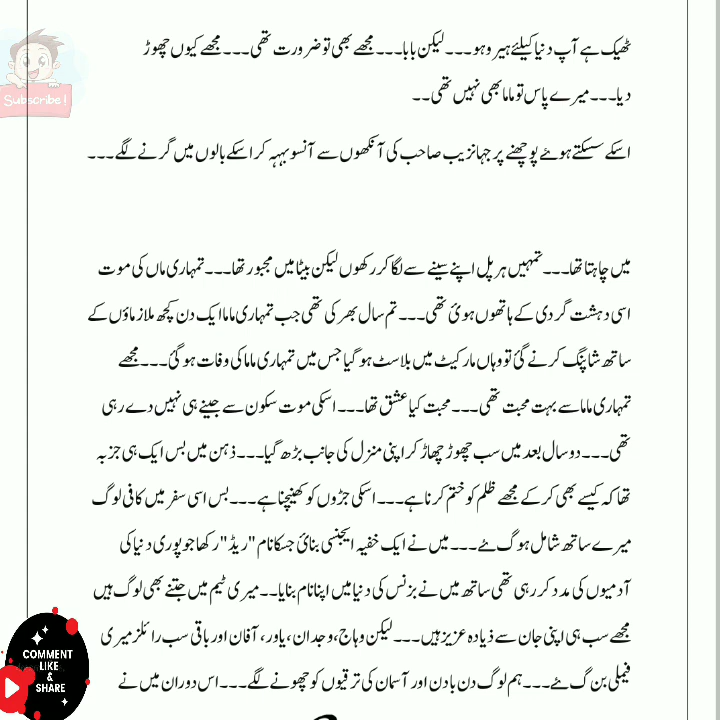 ٹھیک ہے آپ دنیا کیلئے ہیرو ہو۔۔۔ لیکن بابا۔۔۔ مجھے بھی تو ضرورت تھی۔۔۔ مجھے کیوں چھوڑ
دیا۔۔۔ میرے پاس تو ماما بھی نہیں تھی۔۔
Subscribe!
اسکے سسکتے ہوئے پوچھنے پر جہانزیب صاحب کی آنکھوں سے آنسو بہہ کر اسکے بالوں میں گرنے لگے۔۔۔
میں چاہتا تھا۔۔۔ تمہیں ہر پل اپنے سینے سے لگا کر رکھوں لیکن بیٹا میں مجبور تھا۔۔۔ تمہاری ماں کی موت
اسی دہشت گردی کے ہاتھوں ہوئ تھی۔۔۔ تم سال بھر کی تھی جب تمہاری ماما ایک دن کچھ ملازماؤں کے
ساتھ شاپنگ کرنے گئ تو وہاں مارکیٹ میں بلاسٹ ہو گیا جس میں تمہاری ماما کی وفات ہو گئ۔۔۔ مجھے
تمہاری ماما سے بہت محبت تھی۔۔۔ محبت کیا عشق تھا۔۔۔ اسکی موت سکون سے جینے ہی نہیں دے رہی
تھی۔۔۔ دو سال بعد میں سب چھوڑ چھاڑ کر اپنی منزل کی جانب بڑھ گیا۔۔۔ ذہن میں بس ایک ہی جزبہ
تھا کہ کیسے بھی کر کے مجھے ظلم کو ختم کرنا ہے۔۔۔ اسکی جڑوں کو کھینچنا ہے۔۔۔ بس اسی سفر میں کافی لوگ
میرے ساتھ شامل ہو گئے۔۔۔ میں نے ایک خفیہ ایجنسی بنائ جسکا نام "ریڈ" رکھا جو پوری دنیا کی
آدمیوں کی مدد کر رہی تھی ساتھ میں نے بزنس کی دنیا میں اپنا نام بنایا۔۔ میری ٹیم میں جتنے بھی لوگ ہیں
مجھے سب ہی اپنی جان سے ذیادہ عزیز ہیں۔۔۔ لیکن وہاج، وجدان، یاور، آفان اور باقی سب رائلز میری
فیملی بن گئے۔۔۔ ہم لوگ دن با دن اور آسمان کی ترقیوں کو چھونے لگے۔۔۔ اس دوران میں نے
COMMENT
LIKE
&
SHARE